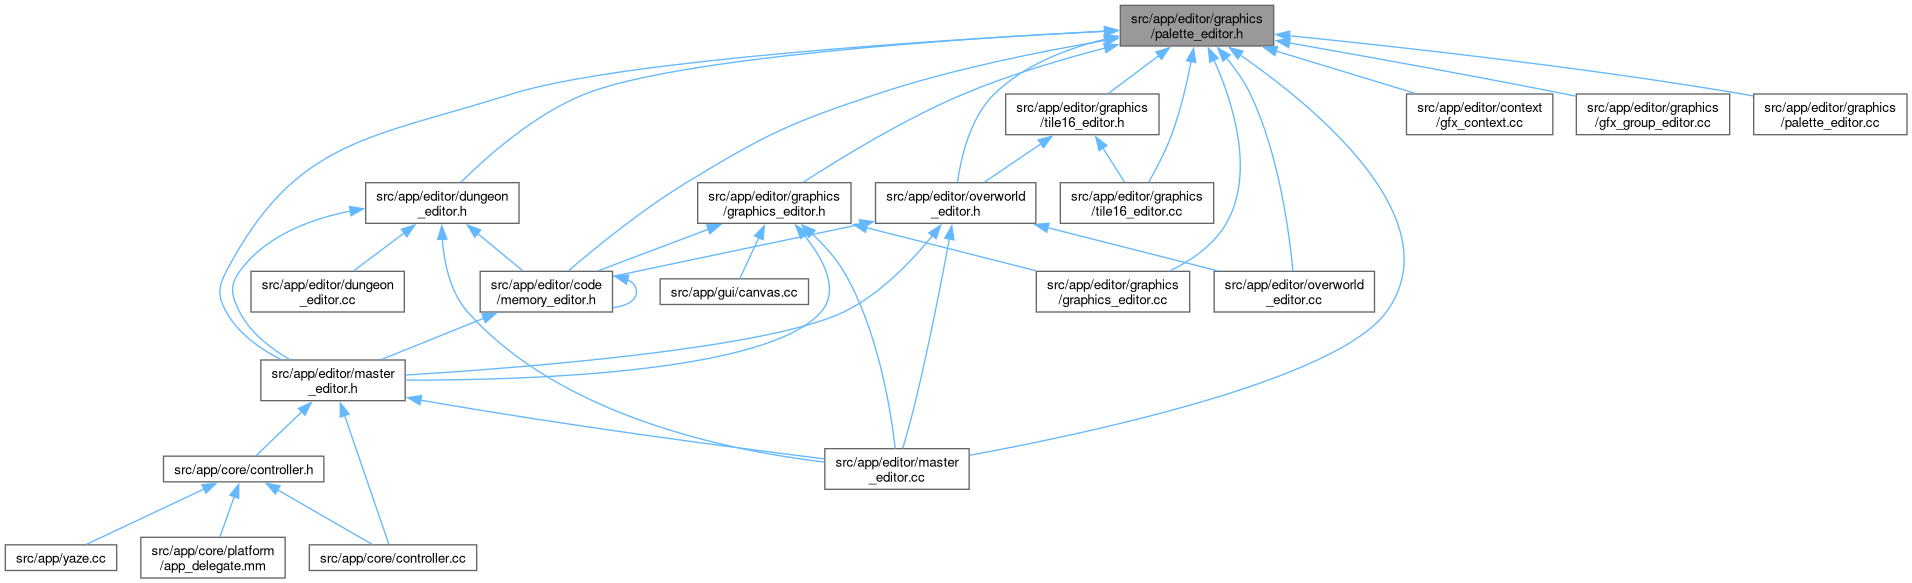 src/app/editor/graphics
/palette_editor.h
src/app/editor/graphics
/tile16_editor.h
src/app/editor/context
/gfx_context.cc
src/app/editor/graphics
/gfx_group_editor.cc
src/app/editor/graphics
/palette_editor.cc
src/app/editor/dungeon
_editor.h
src/app/editor/graphics
/graphics_editor.h
src/app/editor/overworld
_editor.h
src/app/editor/graphics
/tile16_editor.cc
src/app/editor/dungeon
_editor.cc
src/app/editor/code
/memory_editor.h
src/app/gui/canvas.cc
src/app/editor/graphics
/graphics_editor.cc
src/app/editor/overworld
_editor.cc
src/app/editor/master
_editor.h
src/app/core/controller.h
src/app/editor/master
_editor.cc
src/app/yaze.cc
src/app/core/platform
/app_delegate.mm
src/app/core/controller.cc